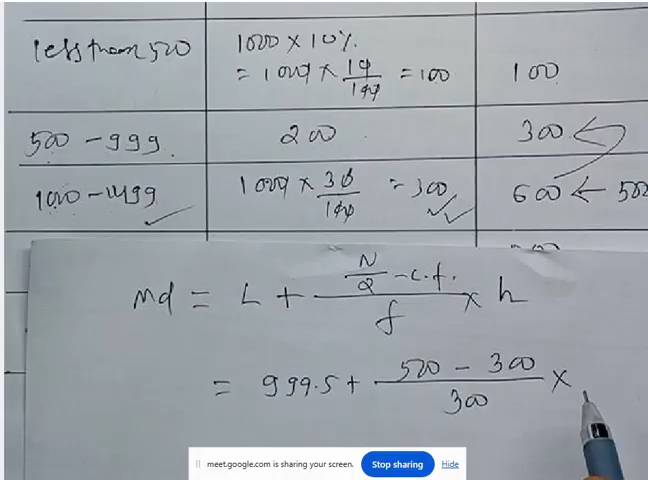 less than 500
1000 × 10%
= 1000 × 10/100 = 100
100
500 - 999
200
300 ←
1000 - 1499
1000 × 30/100 = 300
600 ← 500
Md = L + (N/2 - c.f.)/f × h
= 999.5 + (500 - 300)/300 ×
meet.google.com is sharing your screen.
Stop sharing
Hide